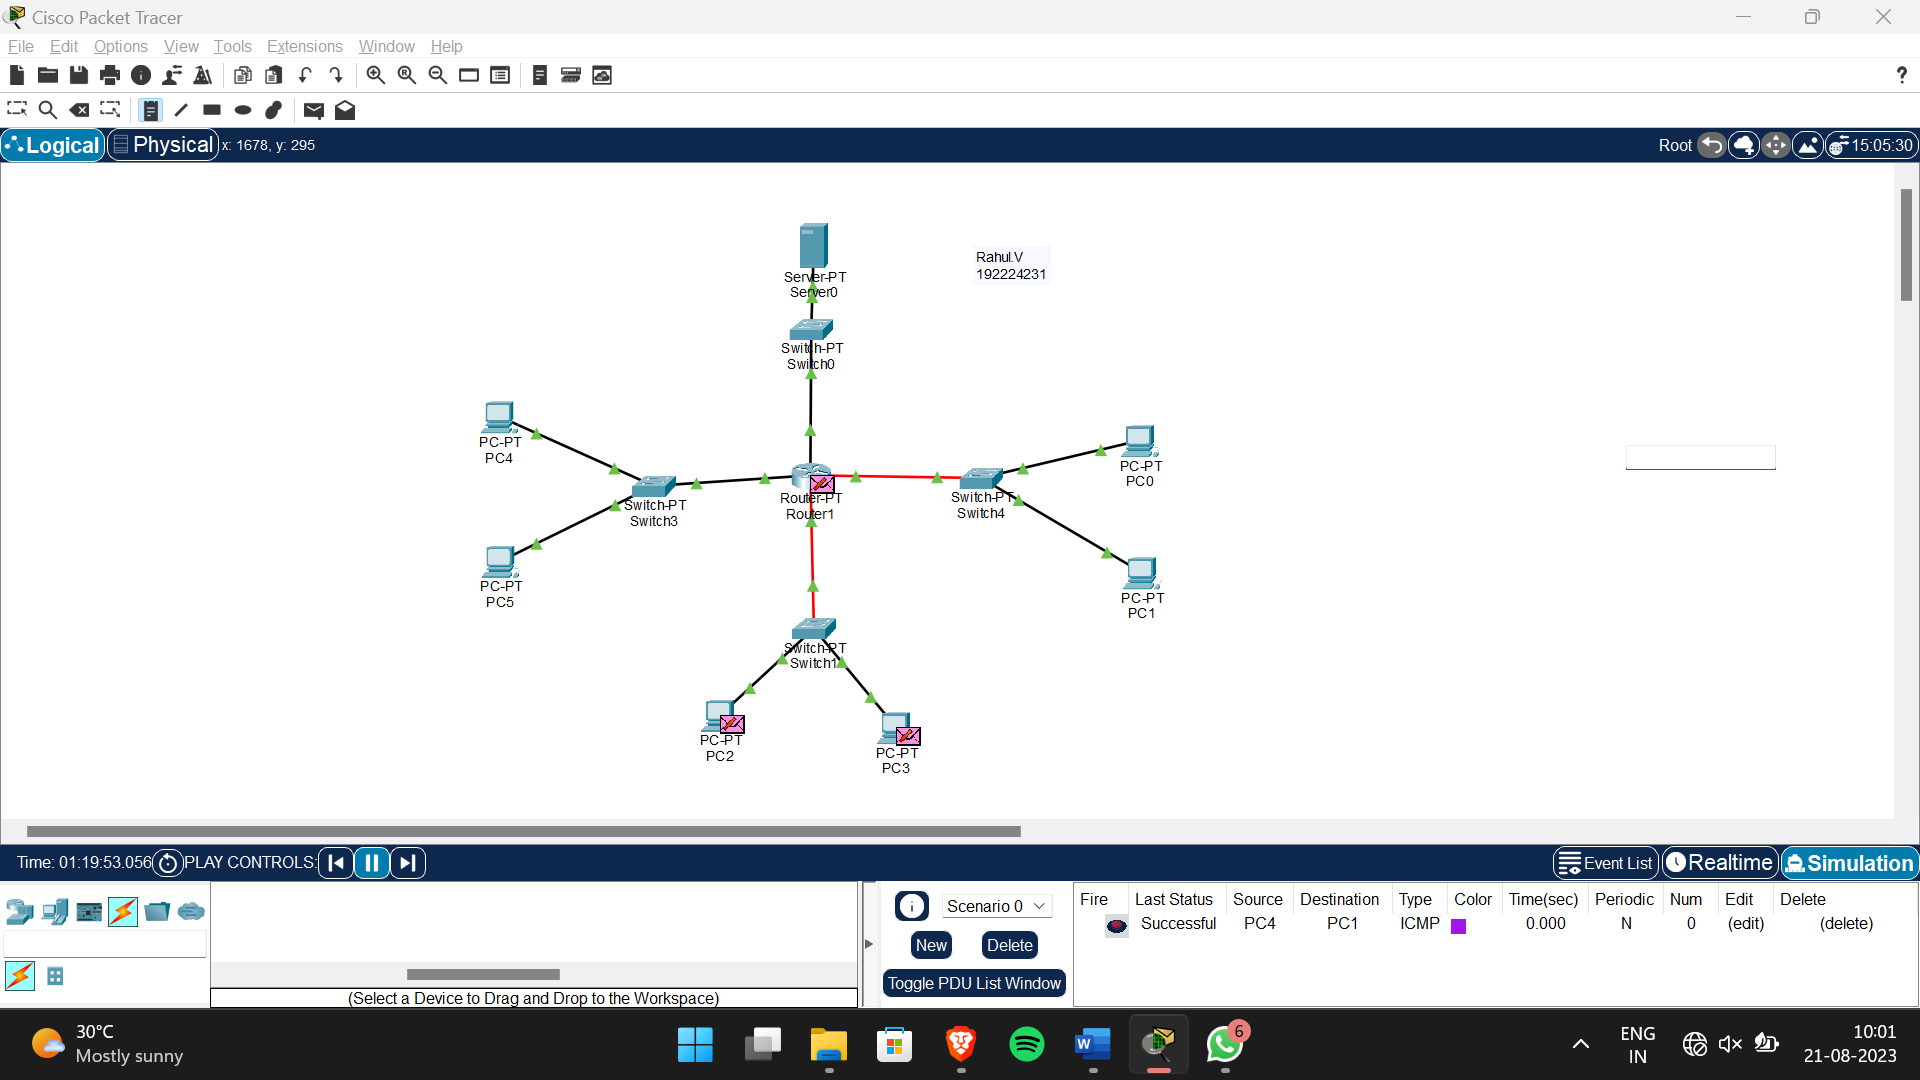 Cisco Packet Tracer
File Edit Options View Tools Extensions Window Help
Logical Physical x: 1678, y: 295 Root 15:05:30
Rahul.V
192224231
Server-PT
Server0
Switch-PT
Switch0
PC-PT
PC4
PC-PT
PC0
Switch-PT
Switch3
Router-PT
Router1
Switch-PT
Switch4
PC-PT
PC5
PC-PT
PC1
Switch-PT
Switch1
PC-PT
PC2
PC-PT
PC3
Time: 01:19:53.056 PLAY CONTROLS: Event List Realtime Simulation
Scenario 0
New Delete
Toggle PDU List Window
Fire Last Status Source Destination Type Color Time(sec) Periodic Num Edit Delete
Successful PC4 PC1 ICMP 0.000 N 0 (edit) (delete)
(Select a Device to Drag and Drop to the Workspace)
30°C
Mostly sunny
6
ENG
IN
10:01
21-08-2023